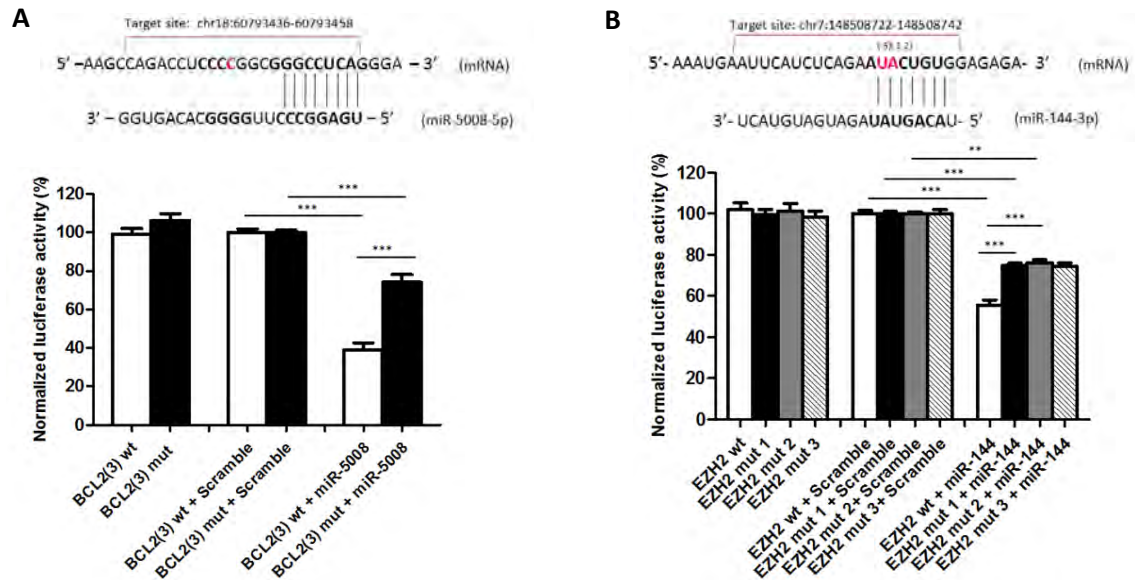 A
Target site: chr18:60793436-60793458
5' -AAGCCAGACCUCCCCCGGCGGGGCCUCAGGGA - 3' (mRNA)
3' - GGUGACACGGGGUUCCCGGAGU - 5' (miR-5008-5p)
Normalized luciferase activity (%)
120
100
80
60
40
20
0
***
***
***
BCL2(3) wt
BCL2(3) mut
BCL2(3) wt + Scramble
BCL2(3) mut + Scramble
BCL2(3) wt + miR-5008
BCL2(3) mut + miR-5008
B
Target site: chr7:148508722-148508742
5' - AAAUGAAUUCAUCUCAGAAUACUGUGGAGAGA- 3' (mRNA)
3'- UCAUGUAGUAGAUAUGACAU- 5' (miR-144-3p)
Normalized luciferase activity (%)
120
100
80
60
40
20
0
**
***
***
***
***
EZH2 wt
EZH2 mut 1
EZH2 mut 2
EZH2 mut 3
EZH2 wt + Scramble
EZH2 mut 1 + Scramble
EZH2 mut 2+ Scramble
EZH2 mut 3+ Scramble
EZH2 wt + miR-144
EZH2 mut 1 + miR-144
EZH2 mut 2 + miR-144
EZH2 mut 3 + miR-144